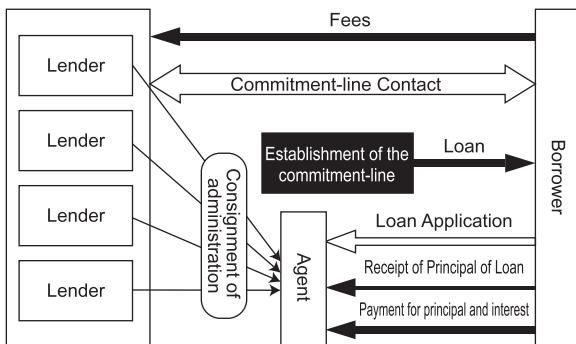 Fees
Lender
Commitment-line Contact
Lender
Establishment of the
commitment-line
Loan
Borrower
Consignment of
administration
Lender
Loan Application
Agent
Receipt of Principal of Loan
Lender
Payment for principal and interest